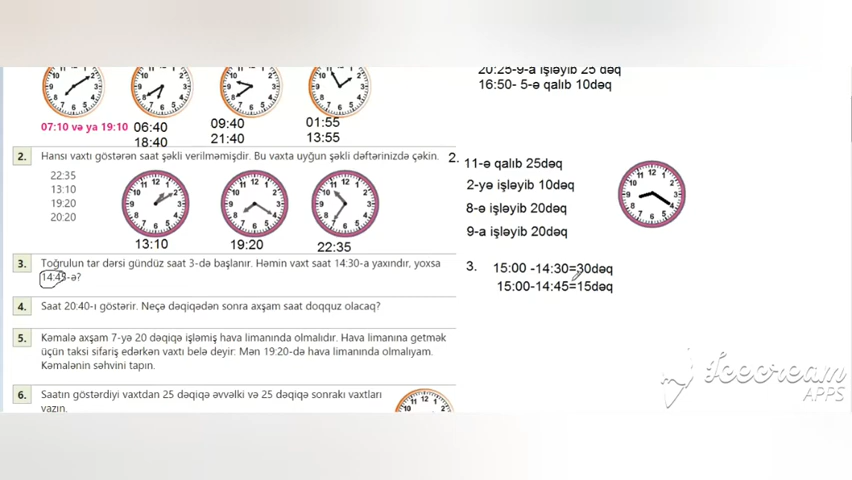 07:10 və ya 19:10
06:40
18:40
09:40
21:40
01:55
13:55
2. Hansı vaxtı göstərən saat şəkli verilməmişdir. Bu vaxta uyğun şəkli dəftərinizdə çəkin.
22:35
13:10
19:20
20:20
13:10
19:20
22:35
3. Toğrulun tar dərsi gündüz saat 3-də başlanır. Həmin vaxt saat 14:30-a yaxındır, yoxsa
14:45-ə?
4. Saat 20:40-ı göstərir. Neçə dəqiqədən sonra axşam saat doqquz olacaq?
5. Kəmalə axşam 7-yə 20 dəqiqə işləmiş hava limanında olmalıdır. Hava limanına getmək
üçün taksi sifariş edərkən vaxtı belə deyir: Mən 19:20-də hava limanında olmalıyam.
Kəmalənin səhvini tapın.
6. Saatın göstərdiyi vaxtdan 25 dəqiqə əvvəlki və 25 dəqiqə sonrakı vaxtları
yazın.
20:25-9-a işləyib 25 dəq
16:50- 5-ə qalıb 10dəq
2. 11-ə qalıb 25dəq
2-yə işləyib 10dəq
8-ə işləyib 20dəq
9-a işləyib 20dəq
3. 15:00 -14:30=30dəq
15:00-14:45=15dəq
Icecream
APPS